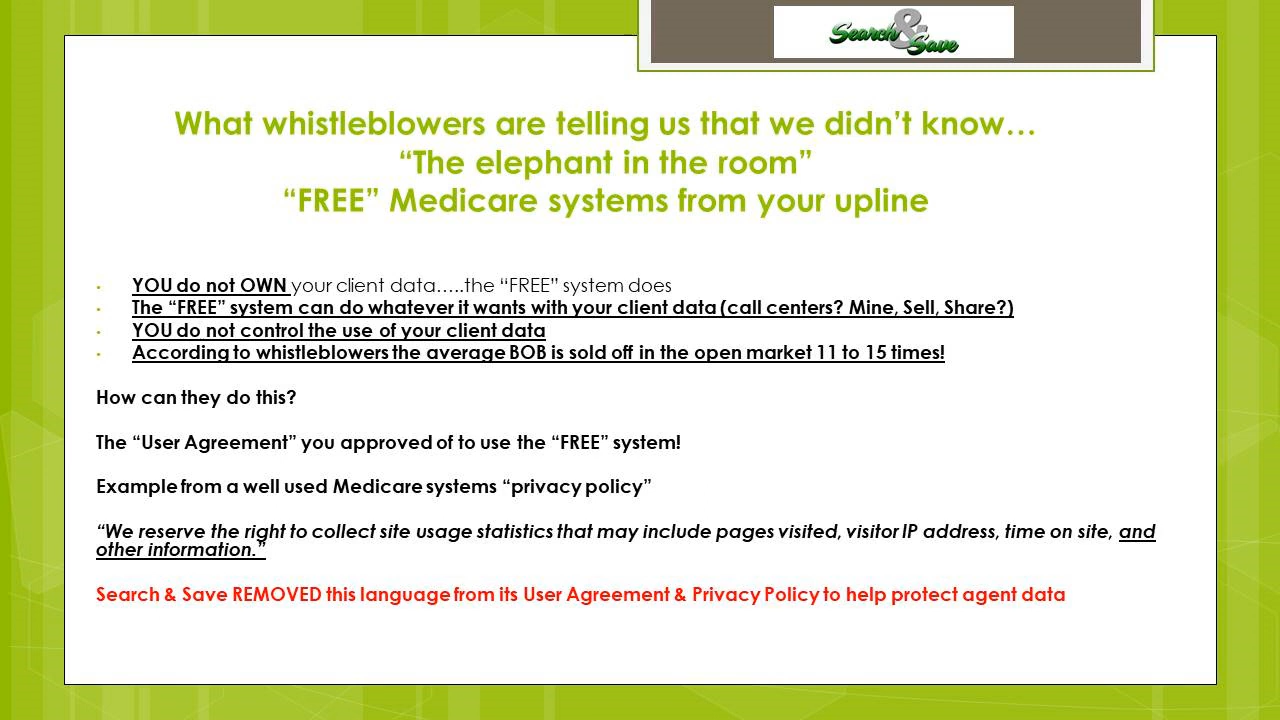 Search & Save
What whistleblowers are telling us that we didn’t know…
“The elephant in the room”
“FREE” Medicare systems from your upline
• YOU do not OWN your client data…..the “FREE” system does
• The “FREE” system can do whatever it wants with your client data (call centers? Mine, Sell, Share?)
• YOU do not control the use of your client data
• According to whistleblowers the average BOB is sold off in the open market 11 to 15 times!
How can they do this?
The “User Agreement” you approved of to use the “FREE” system!
Example from a well used Medicare systems “privacy policy”
“We reserve the right to collect site usage statistics that may include pages visited, visitor IP address, time on site, and
other information.”
Search & Save REMOVED this language from its User Agreement & Privacy Policy to help protect agent data